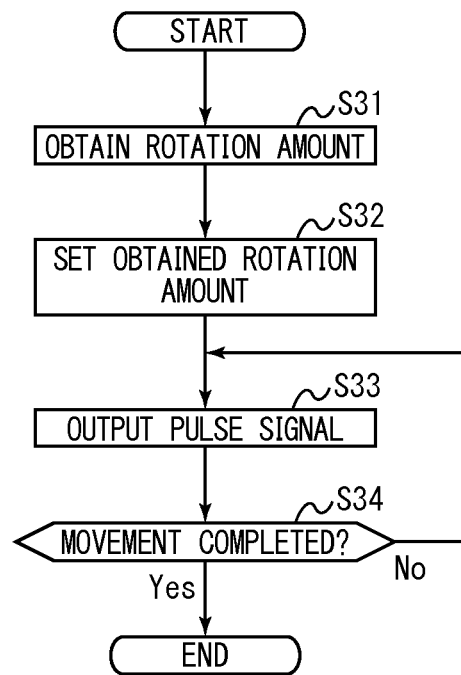 START
S31
OBTAIN ROTATION AMOUNT
S32
SET OBTAINED ROTATION
AMOUNT
S33
OUTPUT PULSE SIGNAL
S34
MOVEMENT COMPLETED?
No
Yes
END